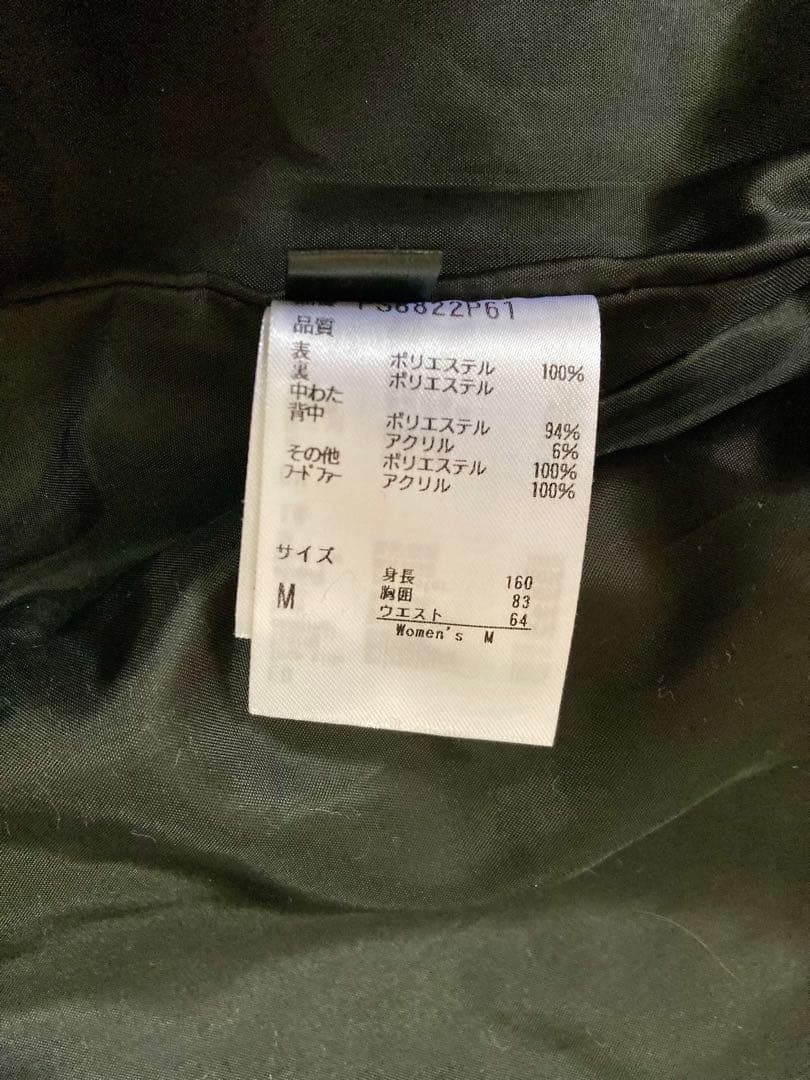 PS8822P61
品質
表 ポリエステル 100%
裏 ポリエステル
中わた
背中 ポリエステル 94%
アクリル 6%
その他 ポリエステル 100%
フードファー アクリル 100%
サイズ
M
身長 160
胸囲 83
ウエスト 64
Women's M